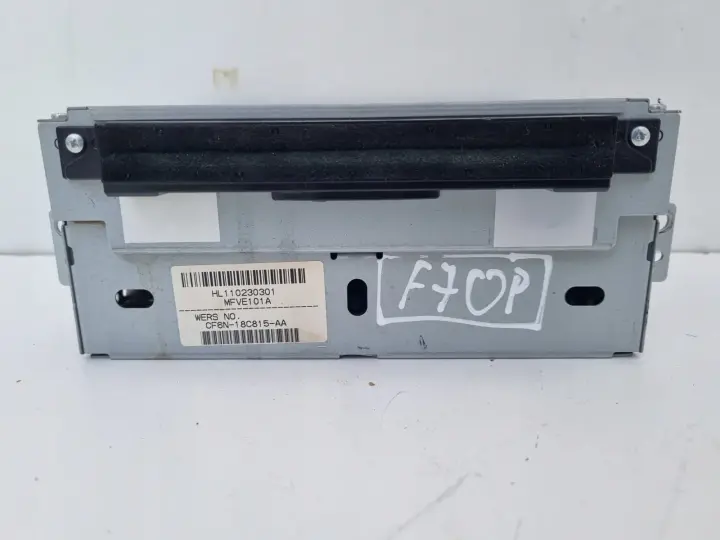 HL110230301
MFVE101A
WERS NO.
CF6N-18C815-AA
F70P